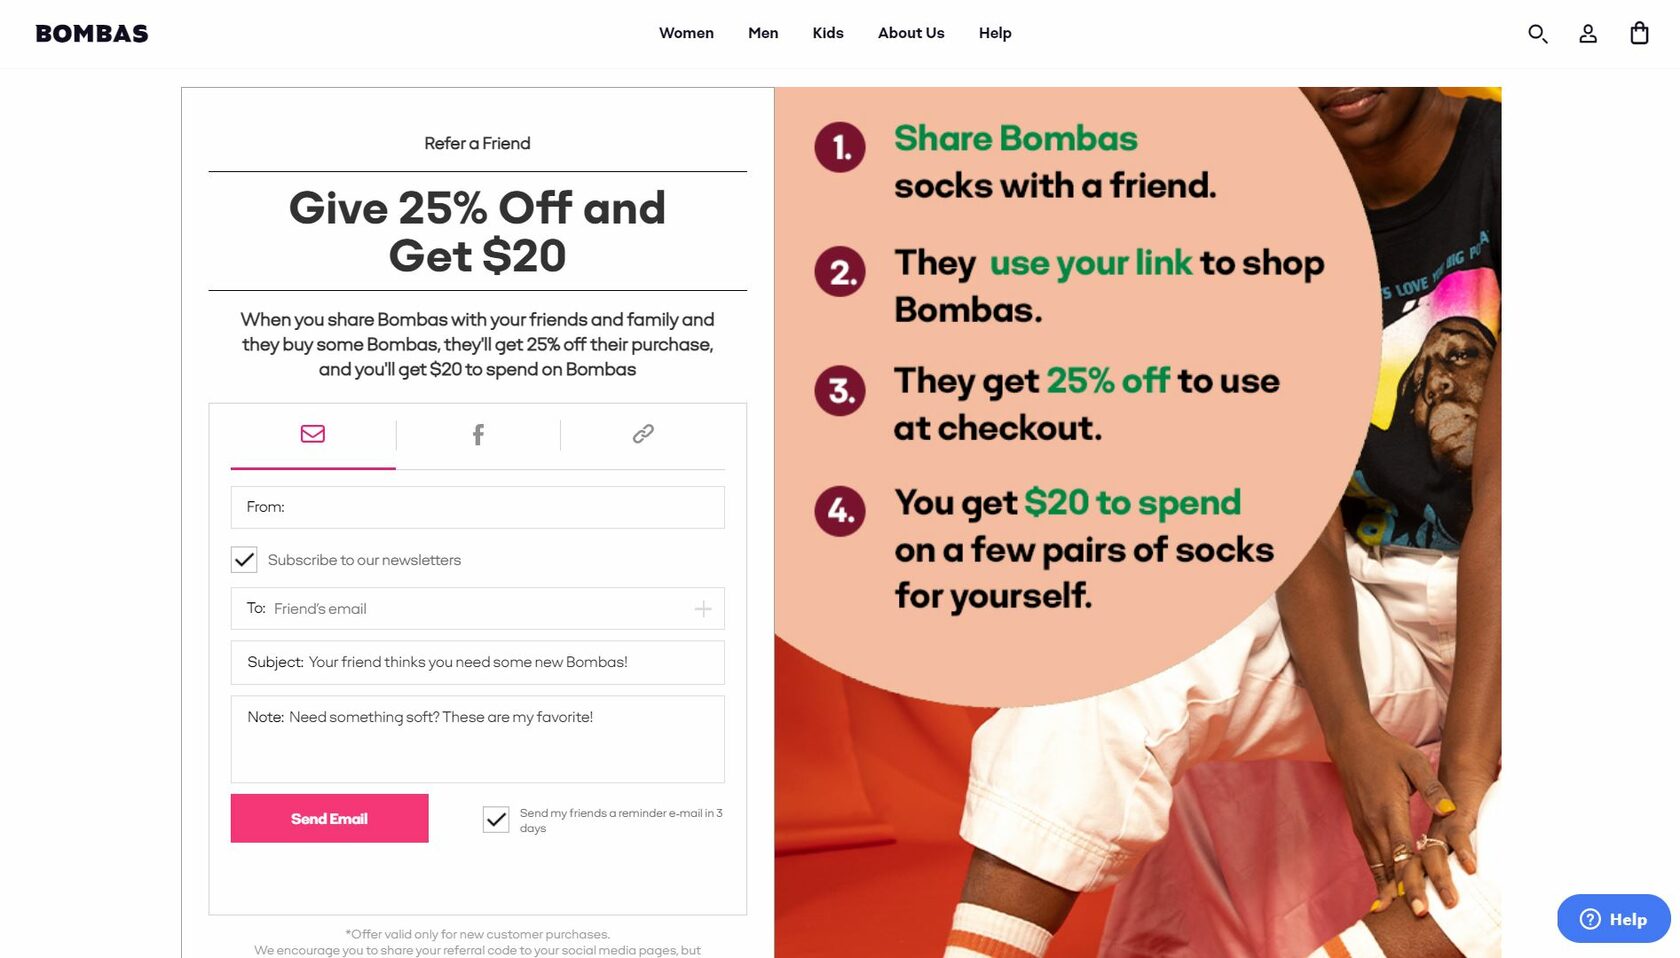 BOMBAS
Women
Men
Kids
About Us
Help
Refer a Friend
Give 25% Off and
Get $20
When you share Bombas with your friends and family and
they buy some Bombas, they'll get 25% off their purchase,
and you'll get $20 to spend on Bombas
From:
Subscribe to our newsletters
To: Friend's email
Subject: Your friend thinks you need some new Bombas!
Note: Need something soft? These are my favorite!
Send Email
Send my friends a reminder e-mail in 3
days
*Offer valid only for new customer purchases.
We encourage you to share your referral code to your social media pages, but
1. Share Bombas
socks with a friend.
2. They use your link to shop
Bombas.
3. They get 25% off to use
at checkout.
4. You get $20 to spend
on a few pairs of socks
for yourself.
LOVE
BIG
Help